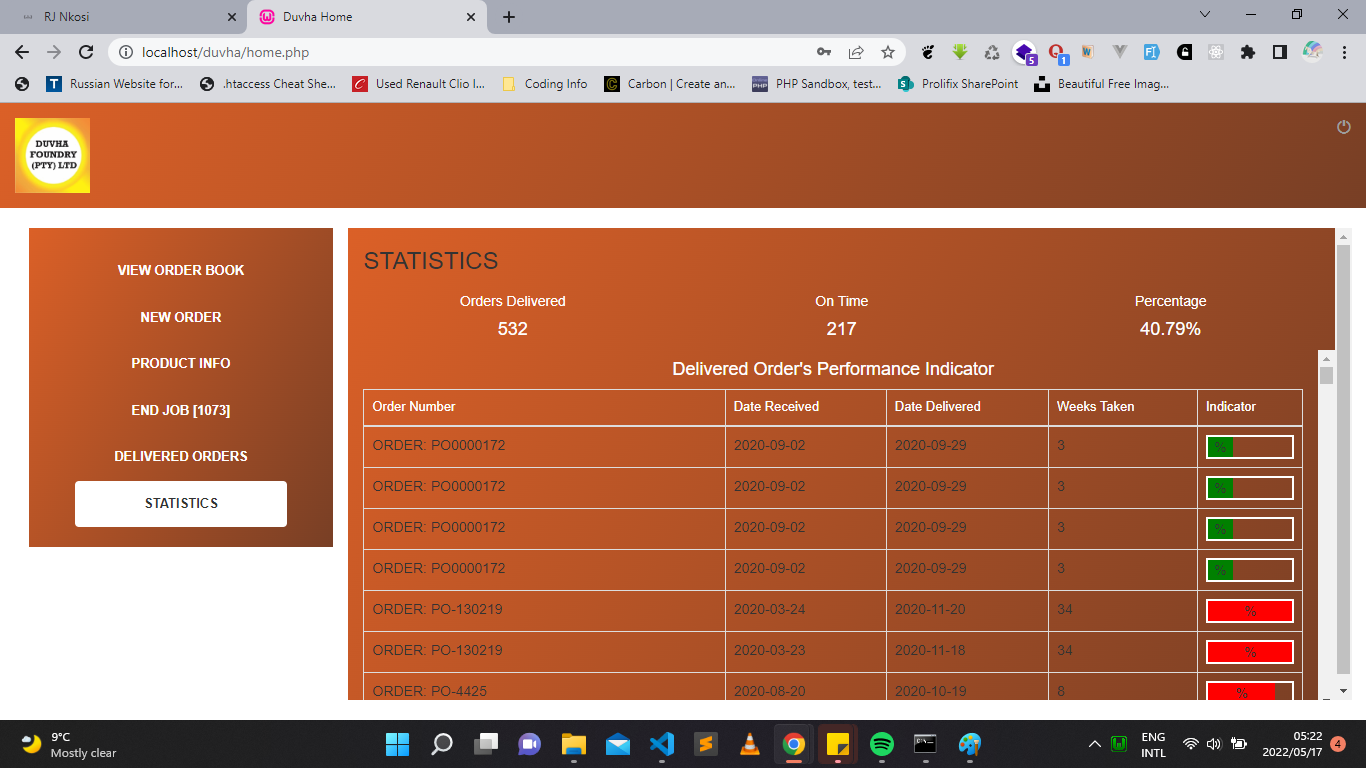 RJ Nkosi
Duvha Home
localhost/duvha/home.php
Russian Website for...
.htaccess Cheat She...
Used Renault Clio I...
Coding Info
Carbon | Create an...
PHP Sandbox, test...
Prolifix SharePoint
Beautiful Free Imag...
DUVHA
FOUNDRY
(PTY) LTD
VIEW ORDER BOOK
NEW ORDER
PRODUCT INFO
END JOB [1073]
DELIVERED ORDERS
STATISTICS
STATISTICS
Orders Delivered On Time Percentage
532 217 40.79%
Delivered Order's Performance Indicator
Order Number Date Received Date Delivered Weeks Taken Indicator
ORDER: PO0000172 2020-09-02 2020-09-29 3 %
ORDER: PO0000172 2020-09-02 2020-09-29 3 %
ORDER: PO0000172 2020-09-02 2020-09-29 3 %
ORDER: PO0000172 2020-09-02 2020-09-29 3 %
ORDER: PO-130219 2020-03-24 2020-11-20 34 %
ORDER: PO-130219 2020-03-23 2020-11-18 34 %
ORDER: PO-4425 2020-08-20 2020-10-19 8 %
9°C
Mostly clear
ENG
INTL
05:22
2022/05/17
4